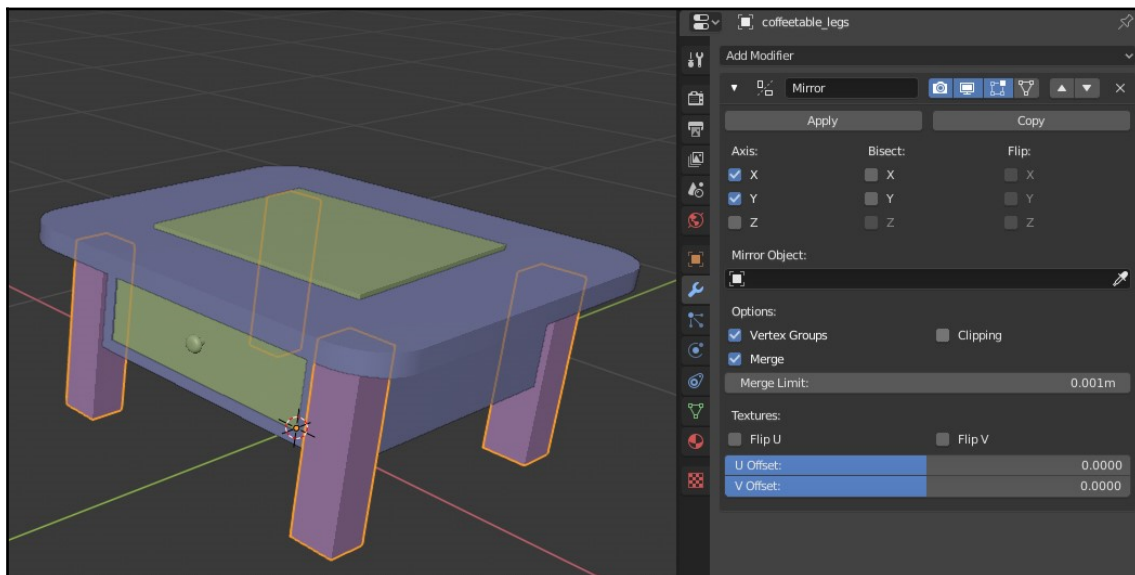 coffeetable_legs
Add Modifier
Mirror
Apply Copy
Axis: Bisect: Flip:
X X X
Y Y Y
Z Z Z
Mirror Object:
Options:
Vertex Groups Clipping
Merge
Merge Limit: 0.001m
Textures:
Flip U Flip V
U Offset: 0.0000
V Offset: 0.0000